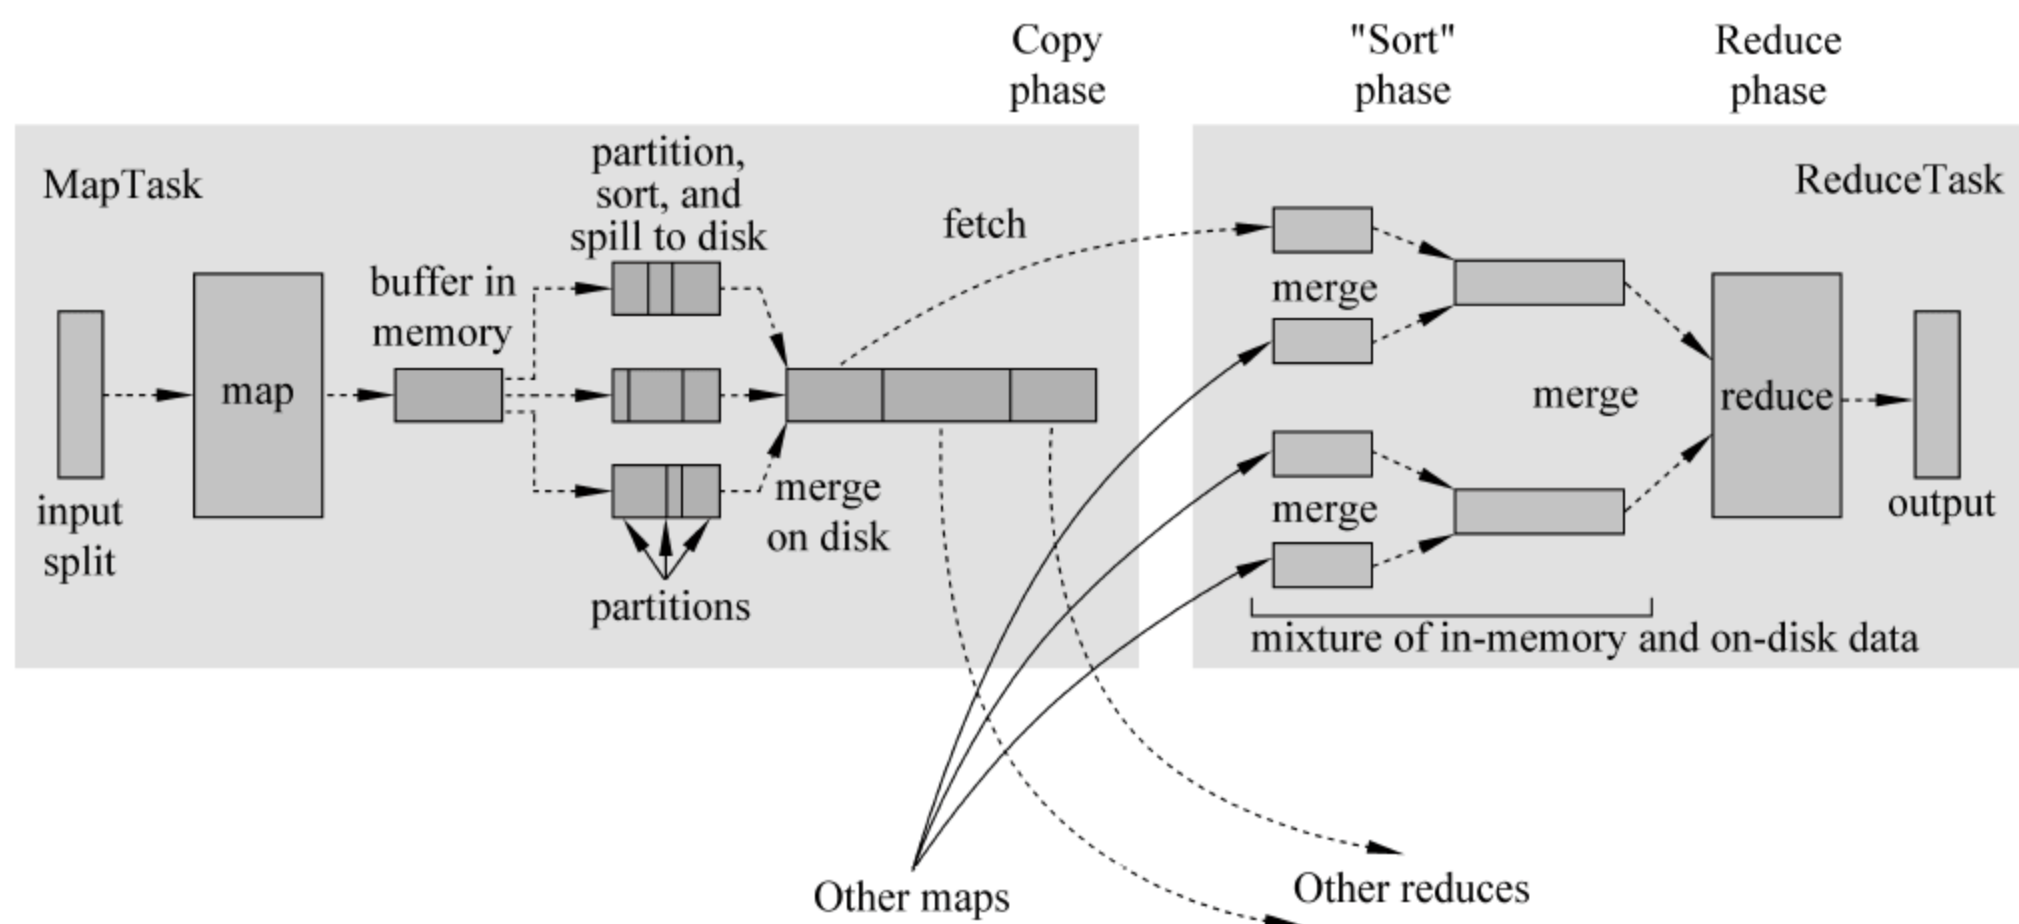 Copy
phase
"Sort"
phase
Reduce
phase
MapTask
partition,
sort, and
spill to disk
fetch
ReduceTask
buffer in
memory
merge
map
merge
reduce
input
split
merge
on disk
merge
output
partitions
mixture of in-memory and on-disk data
Other maps
Other reduces